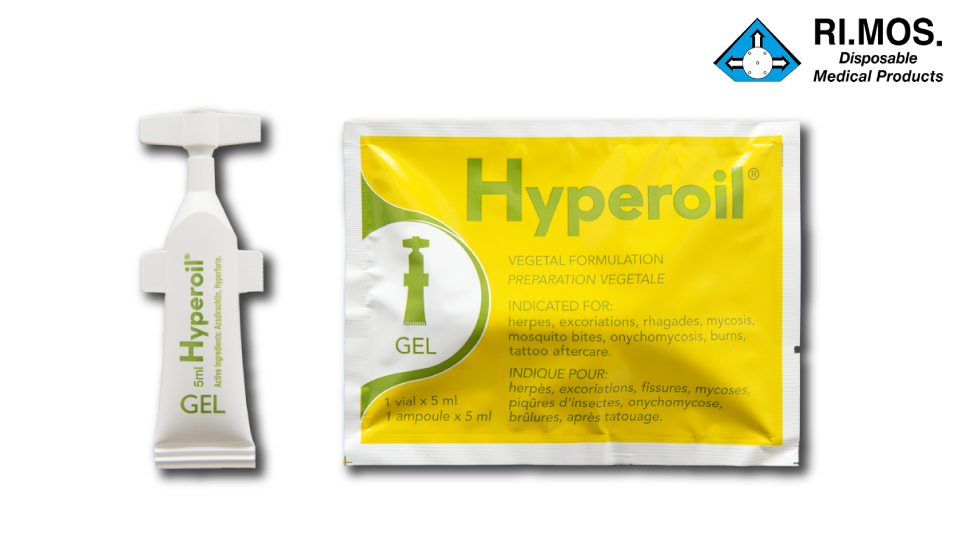 RI.MOS.
Disposable
Medical Products
5ml Hyperoil®
Active Ingredients: Azadirachtin, Hyperforin.
GEL
Hyperoil®
VEGETAL FORMULATION
PREPARATION VEGETALE
INDICATED FOR:
herpes, excoriations, rhagades, mycosis,
mosquito bites, onychomycosis, burns,
tattoo aftercare.
INDIQUE POUR:
herpès, excoriations, fissures, mycoses,
piqûres d'insectes, onychomycose,
brûlures, après tatouage.
GEL
1 vial x 5 ml
1 ampoule x 5 ml